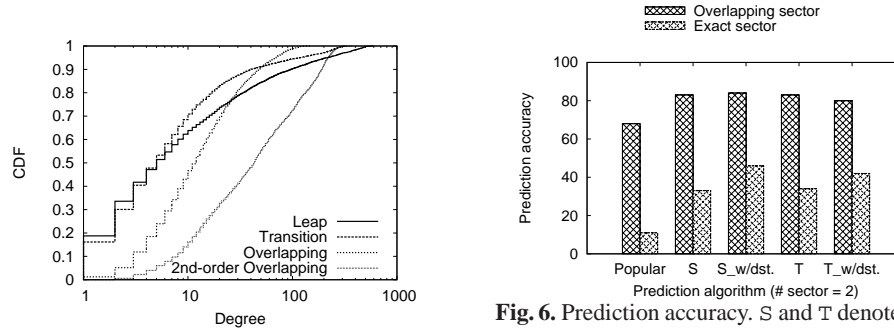 1
0.9
0.8
0.7
0.6
0.5
0.4
0.3
0.2
0.1
0
CDF
1 10 100 1000
Degree
Leap
Transition
Overlapping
2nd-order Overlapping
Overlapping sector
Exact sector
100
80
60
40
20
0
Prediction accuracy
Popular S S_w/dst. T T_w/dst.
Prediction algorithm (# sector = 2)
Fig. 6. Prediction accuracy. S and T denote